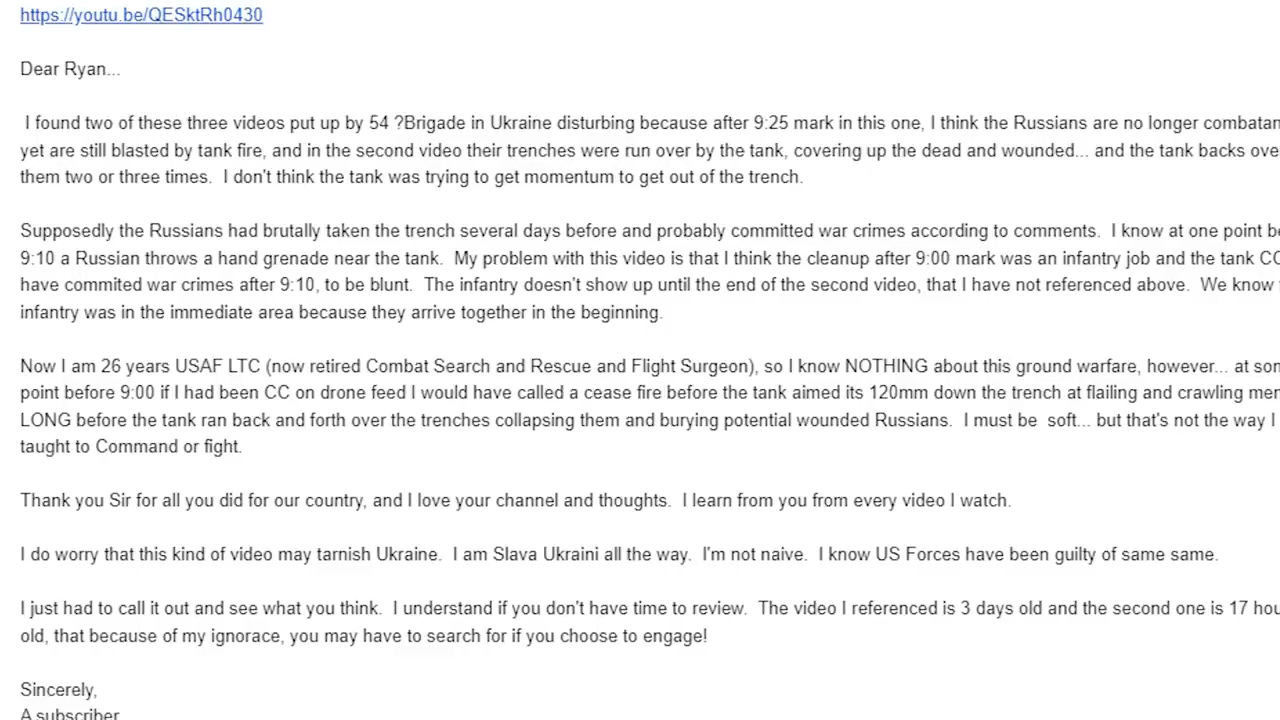 https://youtu.be/QESktRh0430
Dear Ryan...
I found two of these three videos put up by 54 ?Brigade in Ukraine disturbing because after 9:25 mark in this one, I think the Russians are no longer
yet are still blasted by tank fire, and in the second video their trenches were run over by the tank, covering up the dead and wounded... and the tank backs
them two or three times.  I don't think the tank was trying to get momentum to get out of the trench.
Supposedly the Russians had brutally taken the trench several days before and probably committed war crimes according to comments.  I know at one point
9:10 a Russian throws a hand grenade near the tank.  My problem with this video is that I think the cleanup after 9:00 mark was an infantry job and the tank
have commited war crimes after 9:10, to be blunt.  The infantry doesn't show up until the end of the second video, that I have not referenced above.  We know
infantry was in the immediate area because they arrive together in the beginning.
Now I am 26 years USAF LTC (now retired Combat Search and Rescue and Flight Surgeon), so I know NOTHING about this ground warfare, however... at
point before 9:00 if I had been CC on drone feed I would have called a cease fire before the tank aimed its 120mm down the trench at flailing and crawling
LONG before the tank ran back and forth over the trenches collapsing them and burying potential wounded Russians.  I must be  soft... but that's not the way I
taught to Command or fight.
Thank you Sir for all you did for our country, and I love your channel and thoughts.  I learn from you from every video I watch.
I do worry that this kind of video may tarnish Ukraine.  I am Slava Ukraini all the way.  I'm not naive.  I know US Forces have been guilty of same same.
I just had to call it out and see what you think.  I understand if you don't have time to review.  The video I referenced is 3 days old and the second one is 17
old, that because of my ignorace, you may have to search for if you choose to engage!
Sincerely,
A subscriber